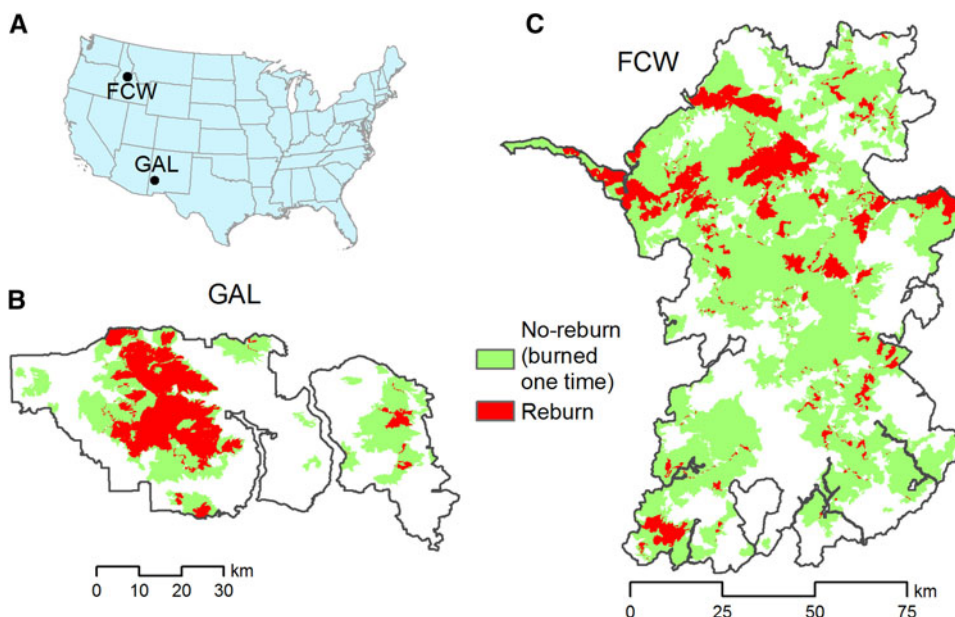 A
FCW
GAL
B
GAL
km
0 10 20 30
C
FCW
No-reburn
(burned
one time)
Reburn
km
0 25 50 75